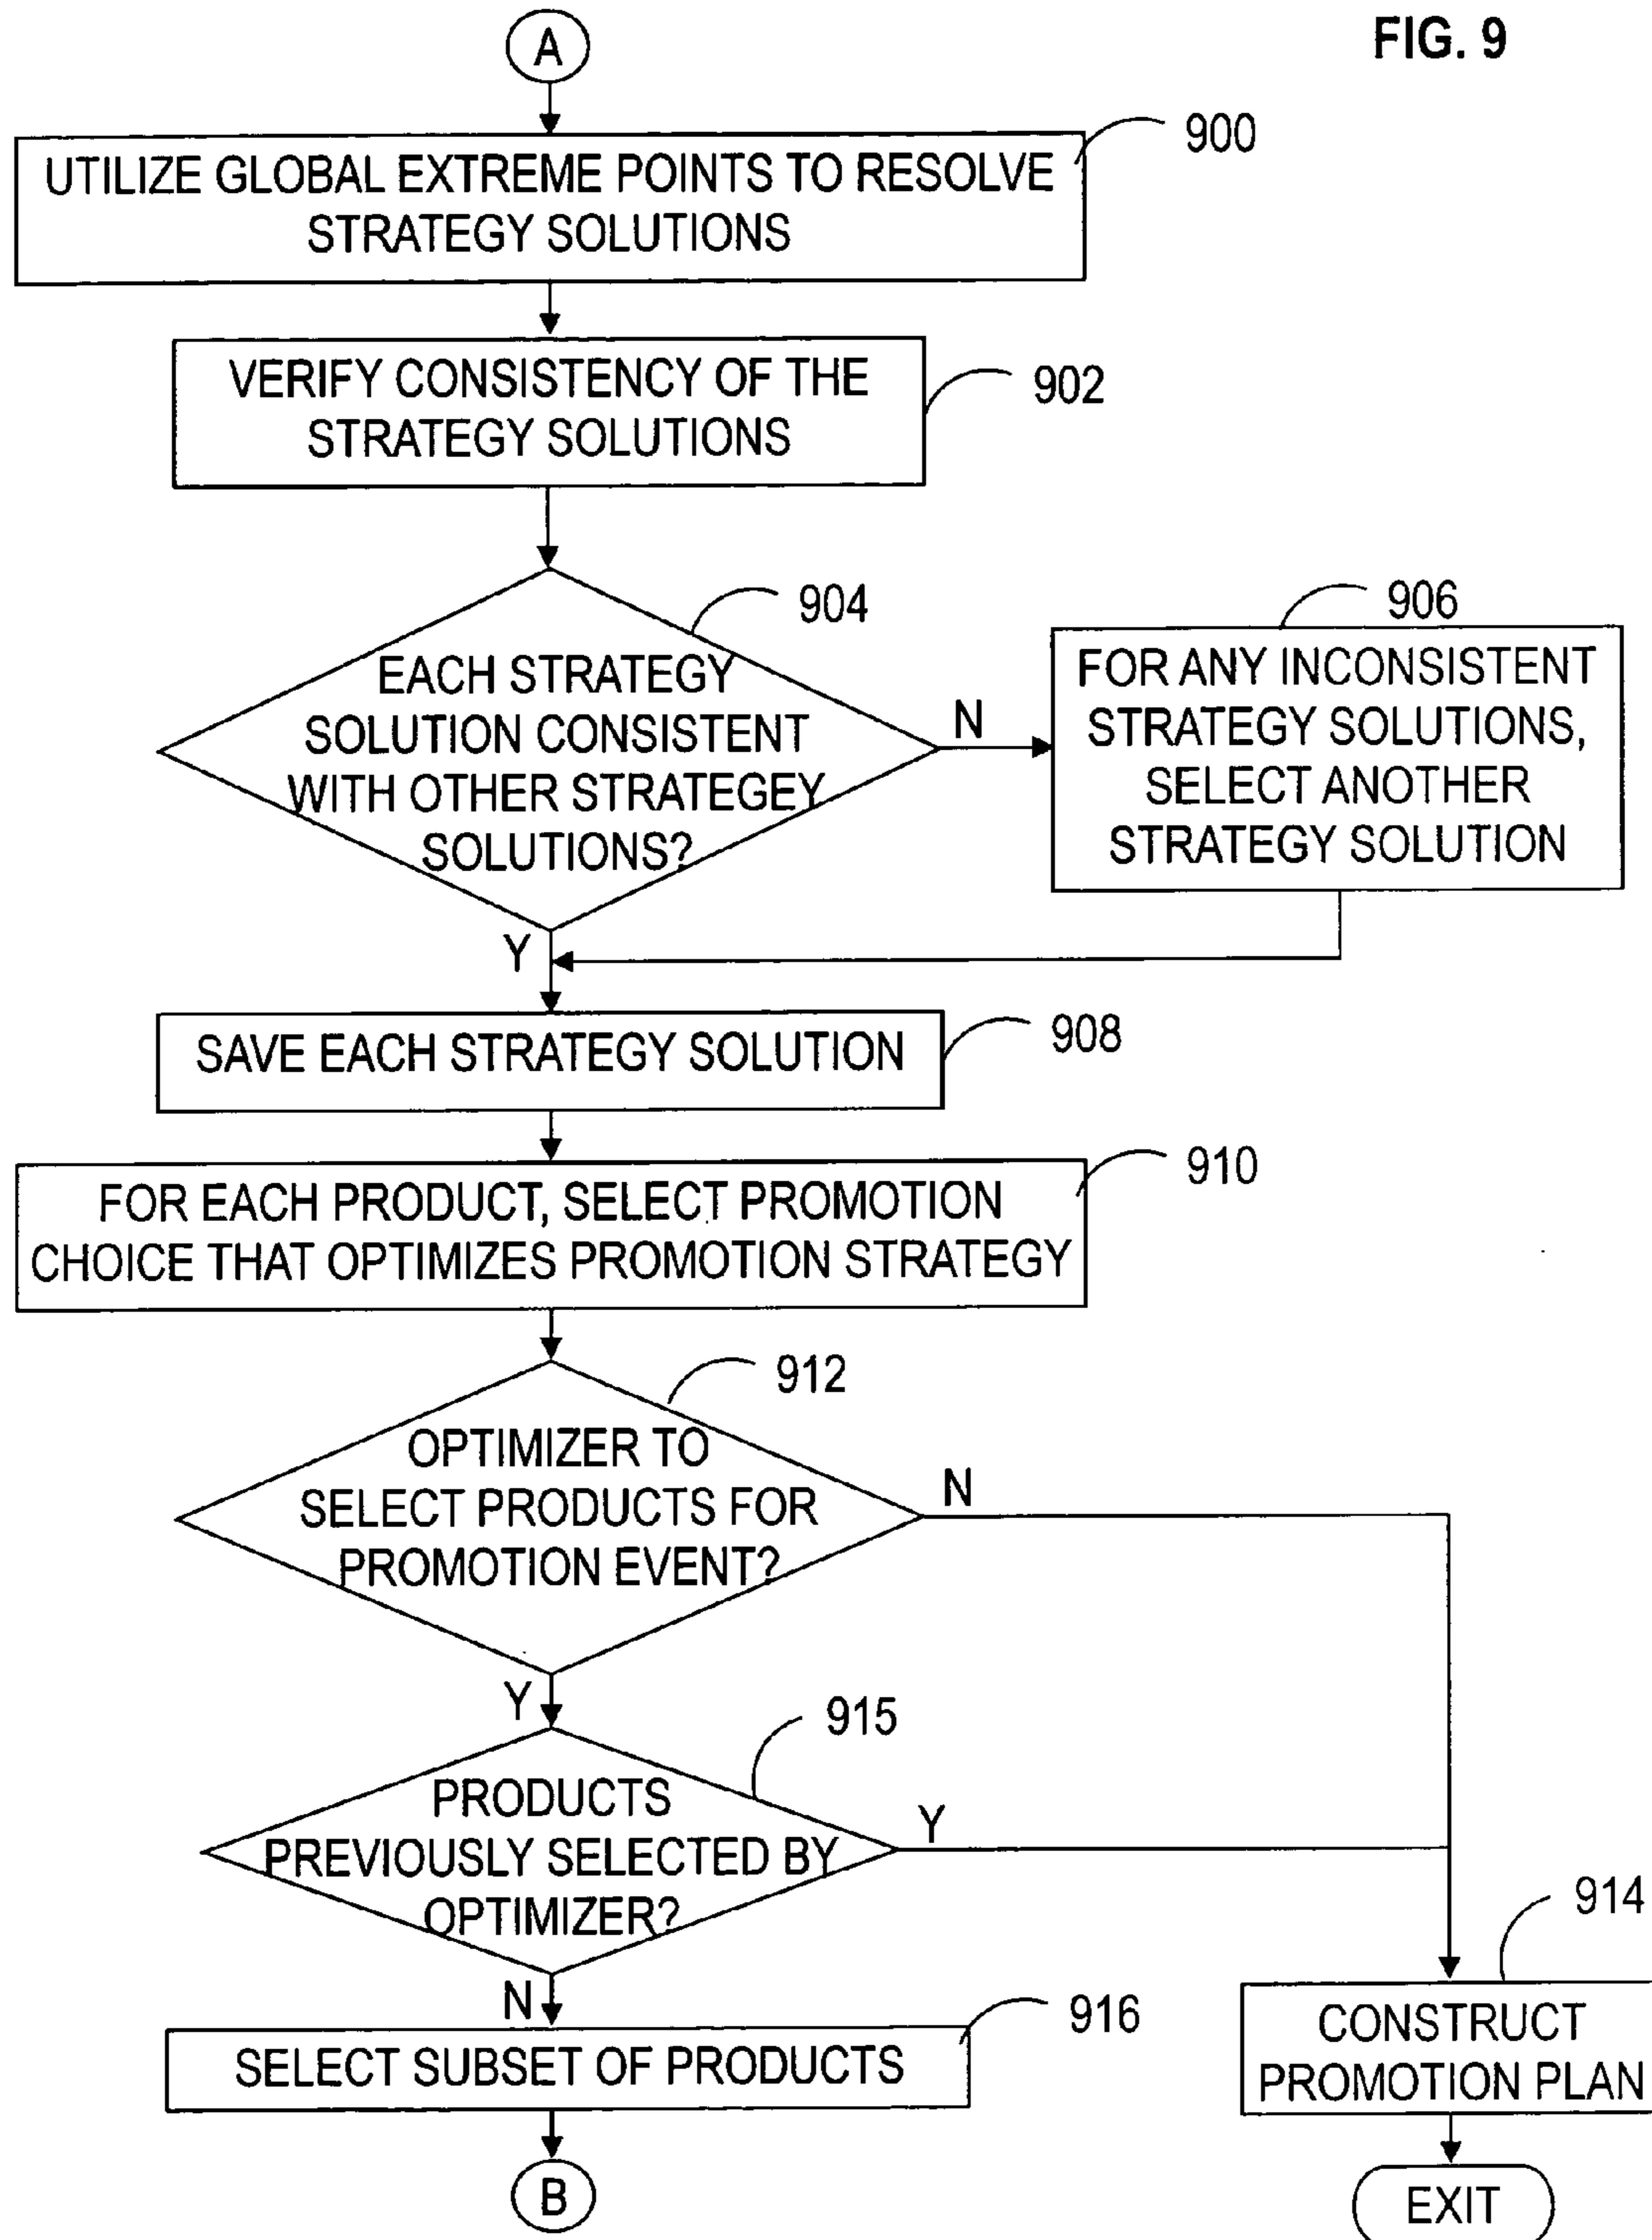 FIG. 9
A
900
UTILIZE GLOBAL EXTREME POINTS TO RESOLVE
STRATEGY SOLUTIONS
902
VERIFY CONSISTENCY OF THE
STRATEGY SOLUTIONS
904
EACH STRATEGY
SOLUTION CONSISTENT
WITH OTHER STRATEGEY
SOLUTIONS?
N
906
FOR ANY INCONSISTENT
STRATEGY SOLUTIONS,
SELECT ANOTHER
STRATEGY SOLUTION
Y
908
SAVE EACH STRATEGY SOLUTION
910
FOR EACH PRODUCT, SELECT PROMOTION
CHOICE THAT OPTIMIZES PROMOTION STRATEGY
912
OPTIMIZER TO
SELECT PRODUCTS FOR
PROMOTION EVENT?
N
Y
915
PRODUCTS
PREVIOUSLY SELECTED BY
OPTIMIZER?
Y
N
914
CONSTRUCT
PROMOTION PLAN
916
SELECT SUBSET OF PRODUCTS
B
EXIT